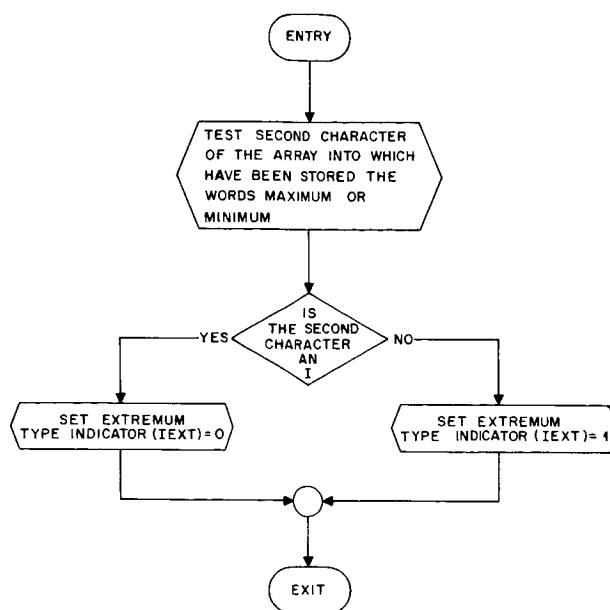 ENTRY
TEST SECOND CHARACTER
OF THE ARRAY INTO WHICH
HAVE BEEN STORED THE
WORDS MAXIMUM OR
MINIMUM
IS
THE SECOND
CHARACTER
AN
I
YES
NO
SET EXTREMUM
TYPE INDICATOR (IEXT)=0
SET EXTREMUM
TYPE INDICATOR (IEXT)=1
EXIT